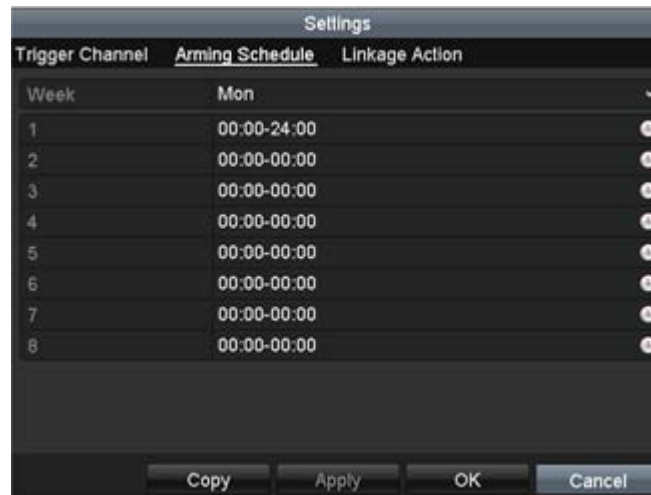 Settings
Trigger Channel Arming Schedule Linkage Action
Week Mon
1 00:00-24:00
2 00:00-00:00
3 00:00-00:00
4 00:00-00:00
5 00:00-00:00
6 00:00-00:00
7 00:00-00:00
8 00:00-00:00
Copy Apply OK Cancel